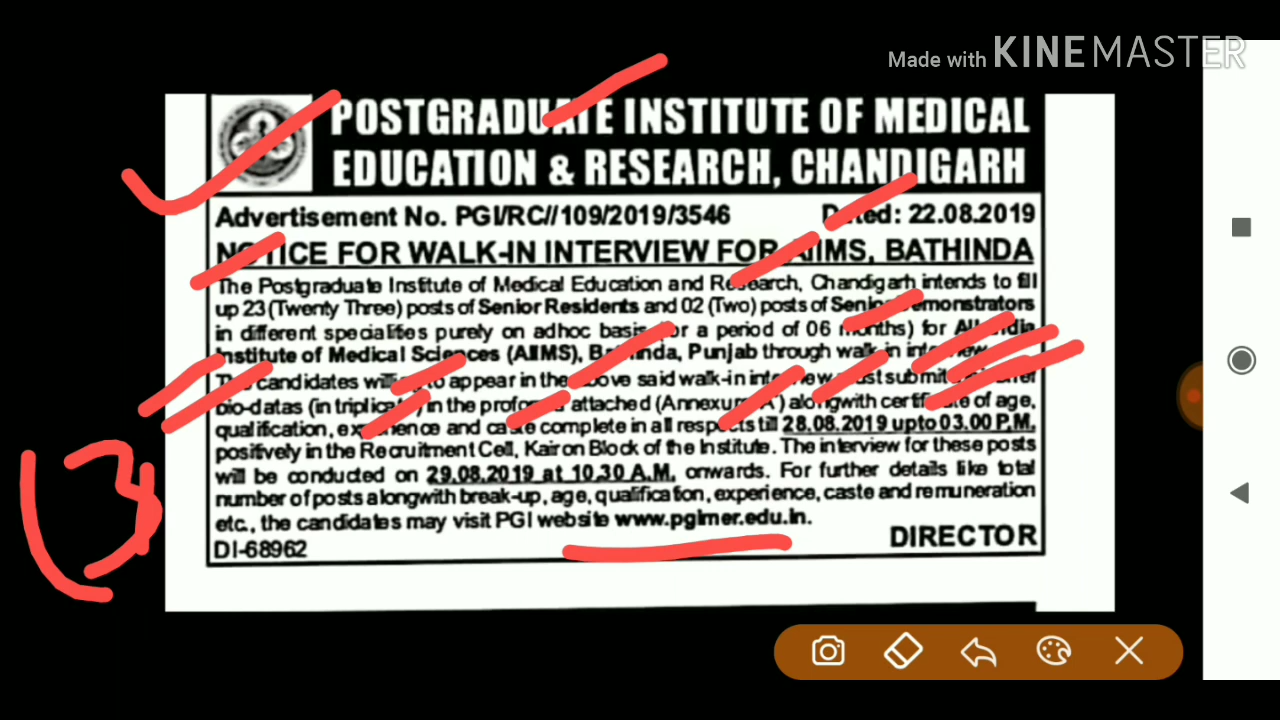 Made with KINEMASTER
POSTGRADUATE INSTITUTE OF MEDICAL
EDUCATION & RESEARCH, CHANDIGARH
Advertisement No. PGI/RC//109/2019/3546 Dated: 22.08.2019
NOTICE FOR WALK-IN INTERVIEW FOR AIIMS, BATHINDA
The Postgraduate Institute of Medical Education and Research, Chandigarh intends to fill
up 23 (Twenty Three) posts of Senior Residents and 02 (Two) posts of Senior Demonstrators
in different specialities purely on adhoc basis for a period of 06 months) for All India
Institute of Medical Sciences (AIIMS), Bathinda, Punjab through walk-in interview
The candidates willing to appear in the above said walk-in interview must submit their
bio-datas (in triplicate) in the proforma attached (Annexure 'A') alongwith certificate of age,
qualification, experience and caste complete in all respects till 28.08.2019 upto 03.00 P.M.
positively in the Recruitment Cell, Kairon Block of the Institute. The interview for these posts
will be conducted on 29.08.2019 at 10.30 A.M. onwards. For further details like total
number of posts alongwith break-up, age, qualification, experience, caste and remuneration
etc., the candidates may visit PGI website www.pgimer.edu.in.
DI-68962 DIRECTOR